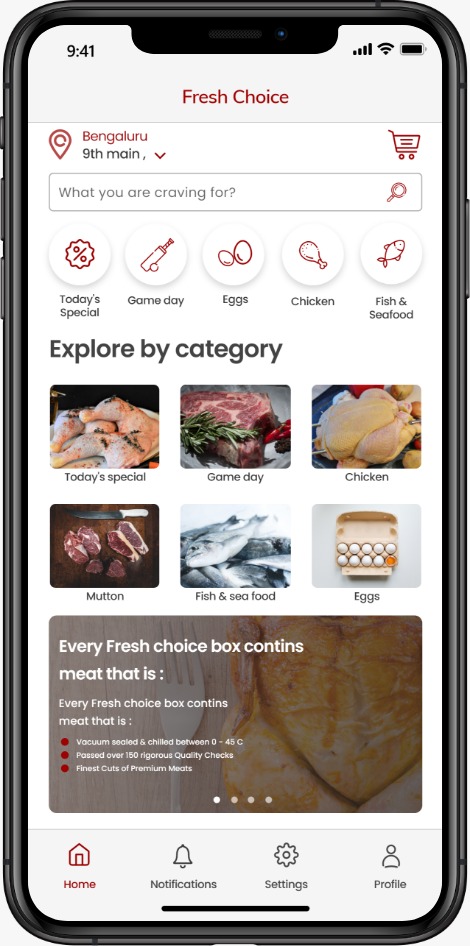 9:41
Fresh Choice
Bengaluru
9th main ,
What you are craving for?
Today's
Special
Game day
Eggs
Chicken
Fish &
Seafood
Explore by category
Today's special
Game day
Chicken
Mutton
Fish & sea food
Eggs
Every Fresh choice box contins
meat that is :
Every Fresh choice box contins
meat that is :
Vacuum sealed & chilled between 0 - 45 C
Passed over 150 rigorous Quality Checks
Finest Cuts of Premium Meats
Home
Notifications
Settings
Profile